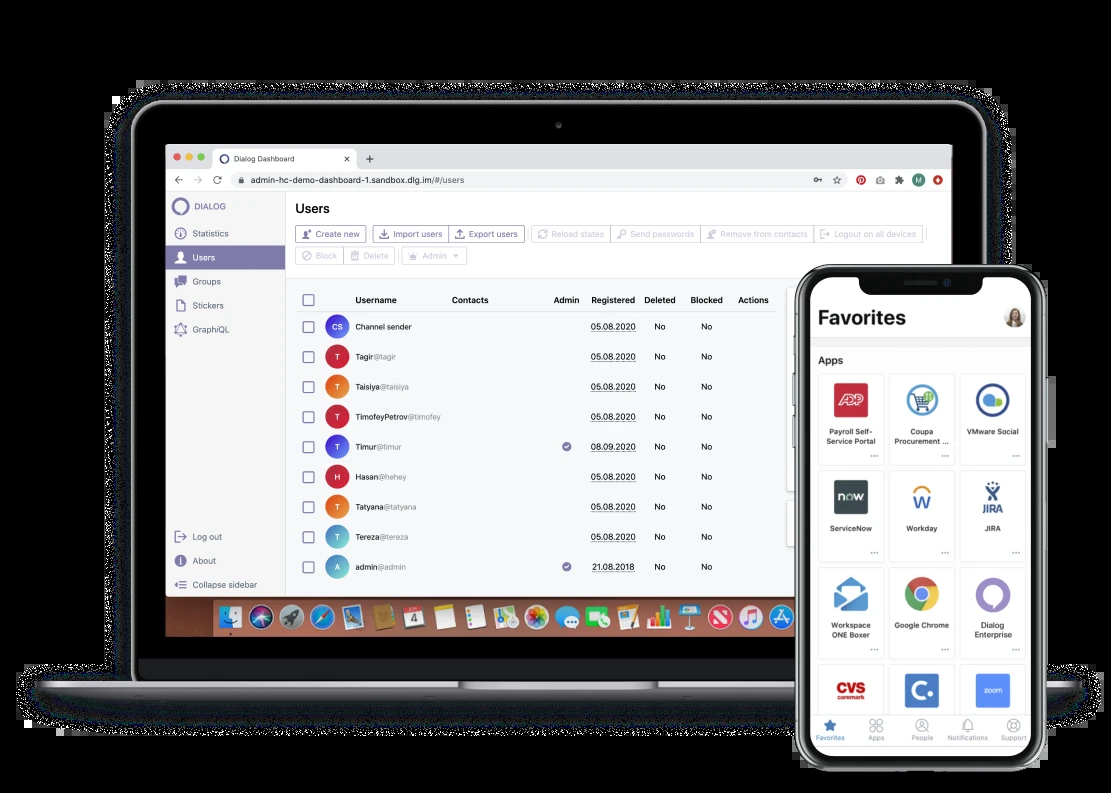 Dialog Dashboard
admin-hc-demo-dashboard-1.sandbox.dlg.im/#/users
M
DIALOG
Statistics
Users
Groups
Stickers
GraphiQL
Log out
About
Collapse sidebar
Users
Create new Import users Export users Reload states Send passwords Remove from contacts Logout on all devices
Block Delete Admin
Username Contacts Admin Registered Deleted Blocked Actions
CS Channel sender 05.08.2020 No No
T Tagir@tagir 05.08.2020 No No
T Taisiya@taisiya 05.08.2020 No No
T TimofeyPetrov@timofey 05.08.2020 No No
T Timur@timur 08.09.2020 No No
H Hasan@hehey 05.08.2020 No No
T Tatyana@tatyana 05.08.2020 No No
T Tereza@tereza 05.08.2020 No No
A admin@admin 21.08.2018 No No
4
Favorites
Apps
ADP
Payroll Self-
Service Portal
Coupa
Procurement ...
VMware Social
now
ServiceNow
W
Workday
JIRA
JIRA
Workspace
ONE Boxer
Google Chrome
Dialog
Enterprise
CVS
caremark
C.
zoom
Favorites Apps People Notifications Support